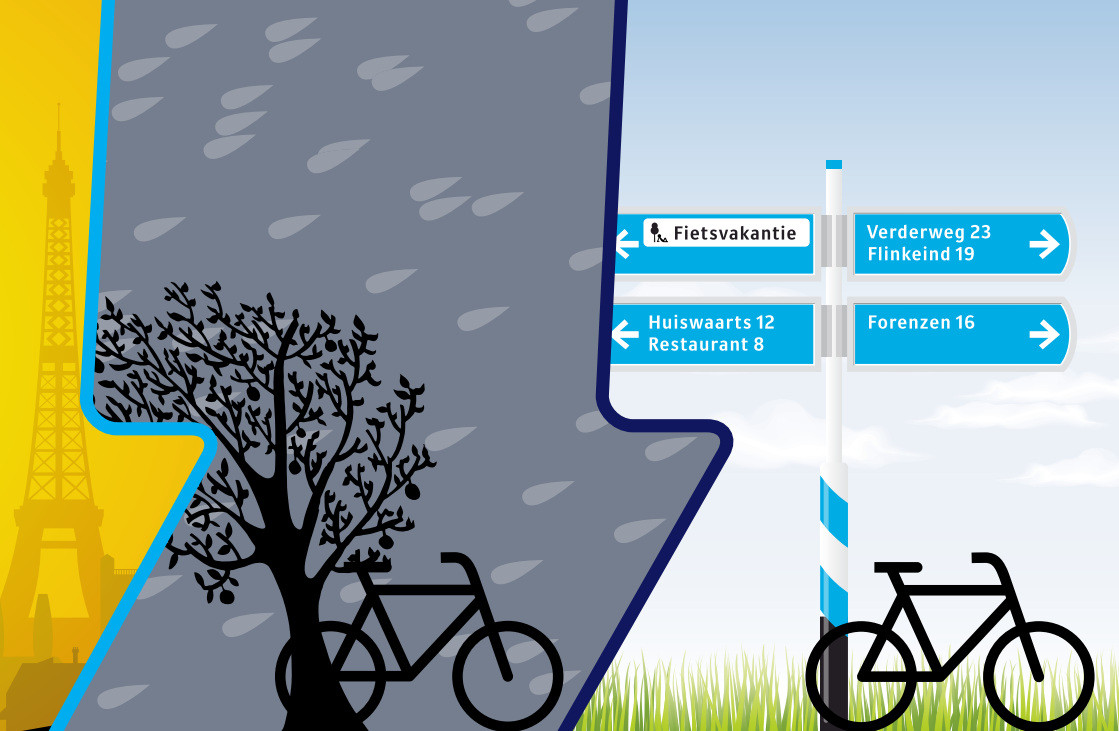 Fietsvakantie
Huiswaarts 12
Restaurant 8
Verderweg 23
Flinkeind 19
Forenzen 16